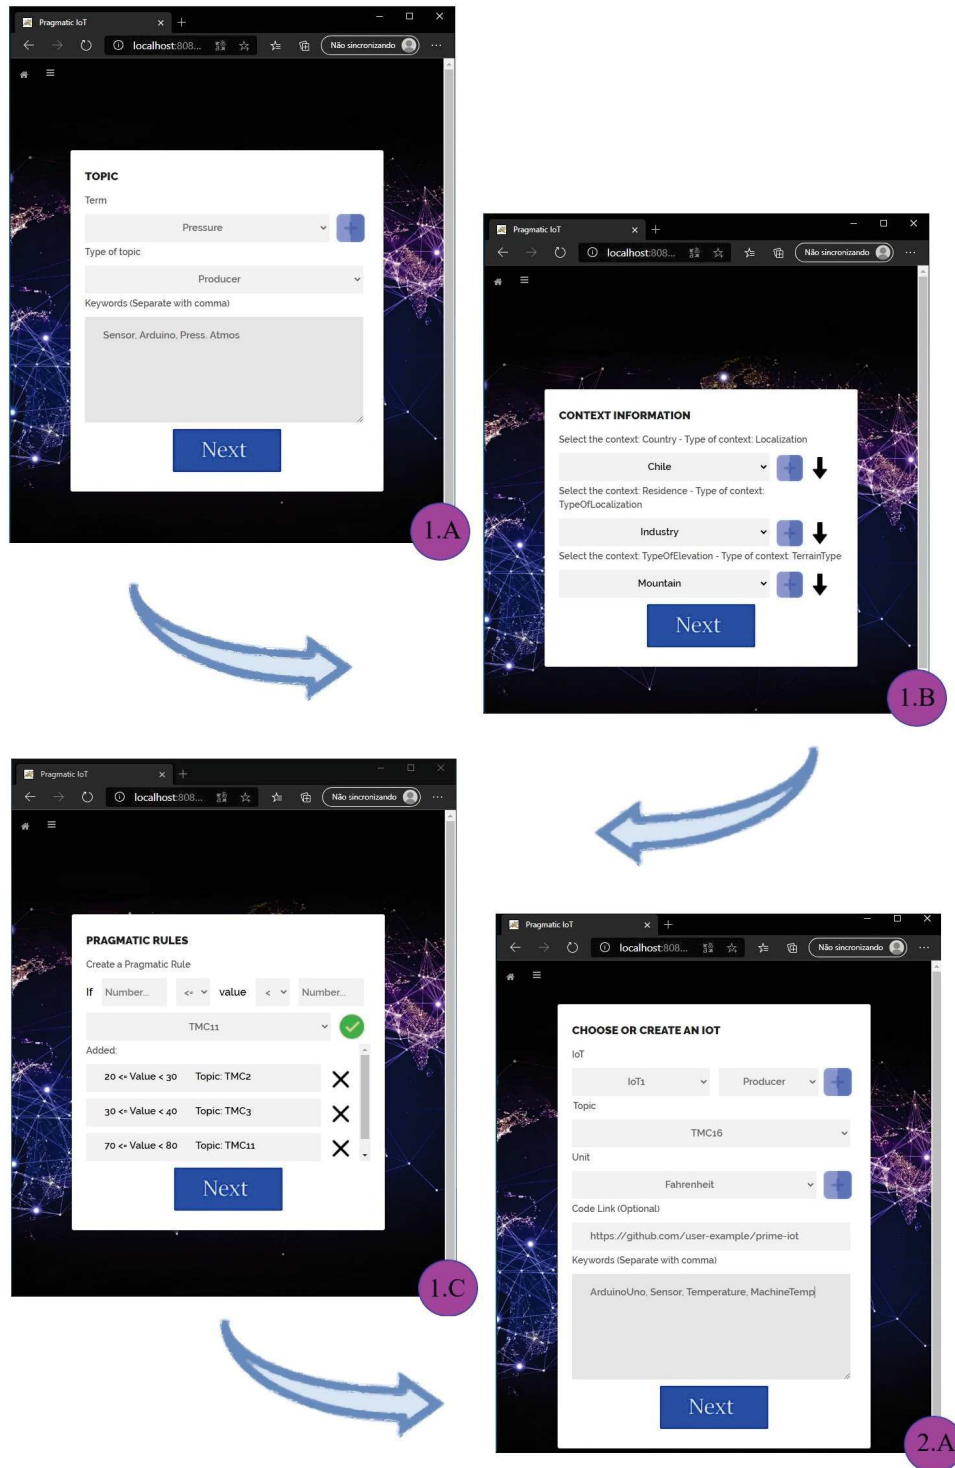 Pragmatic IoT
localhost:808...
Não sincronizando
TOPIC
Term
Pressure
Type of topic
Producer
Keywords (Separate with comma)
Sensor, Arduino, Press. Atmos
Next
1.A
Pragmatic IoT
localhost:808...
Não sincronizando
CONTEXT INFORMATION
Select the context: Country - Type of context: Localization
Chile
Select the context: Residence - Type of context:
TypeOfLocalization
Industry
Select the context: TypeOfElevation - Type of context: TerrainType
Mountain
Next
1.B
Pragmatic IoT
localhost:808...
Não sincronizando
PRAGMATIC RULES
Create a Pragmatic Rule
If Number... <= value < Number...
TMC11
Added:
20 <= Value < 30 Topic: TMC2
30 <= Value < 40 Topic: TMC3
70 <= Value < 80 Topic: TMC11
Next
1.C
Pragmatic IoT
localhost:808...
Não sincronizando
CHOOSE OR CREATE AN IOT
IoT
IoT1 Producer
Topic
TMC16
Unit
Fahrenheit
Code Link (Optional)
https://github.com/user-example/prime-iot
Keywords (Separate with comma)
ArduinoUno, Sensor, Temperature, MachineTemp
Next
2.A